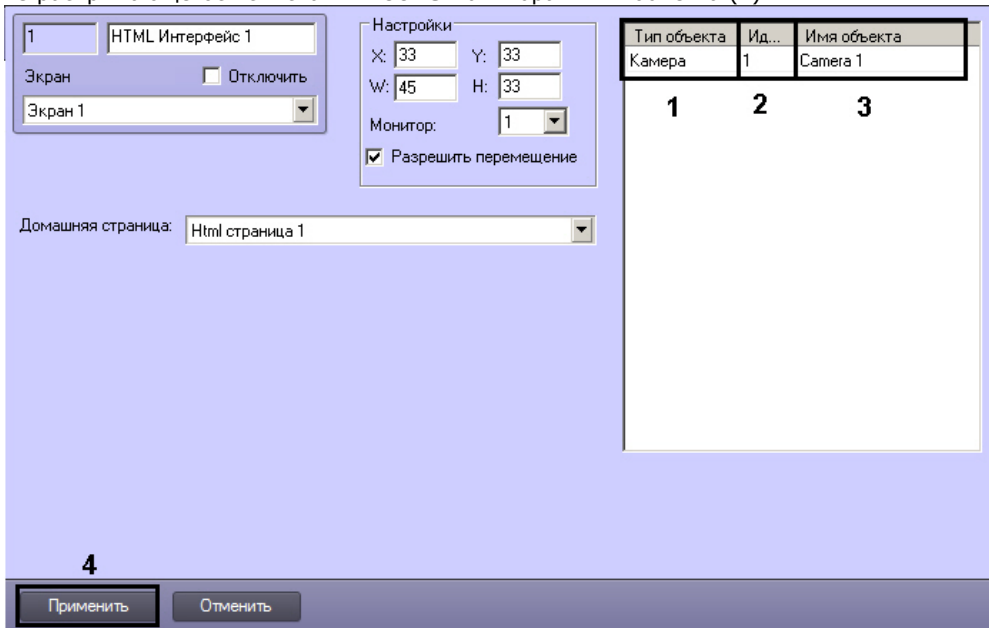 1
HTML Интерфейс 1
Экран
Отключить
Экран 1
Настройки
X: 33 Y: 33
W: 45 H: 33
Монитор: 1
Разрешить перемещение
Домашняя страница: Html страница 1
Тип объекта Ид... Имя объекта
Камера 1 Camera 1
1 2 3
4
Применить Отменить